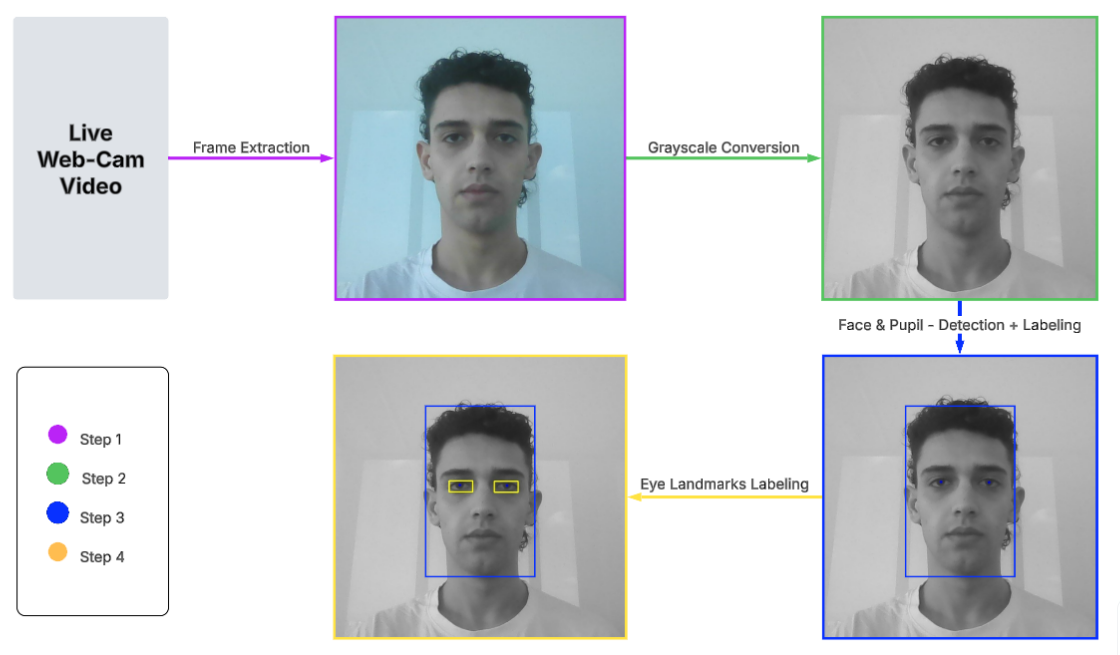 Live
Web-Cam
Video
Frame Extraction
Grayscale Conversion
Face & Pupil - Detection + Labeling
Eye Landmarks Labeling
Step 1
Step 2
Step 3
Step 4